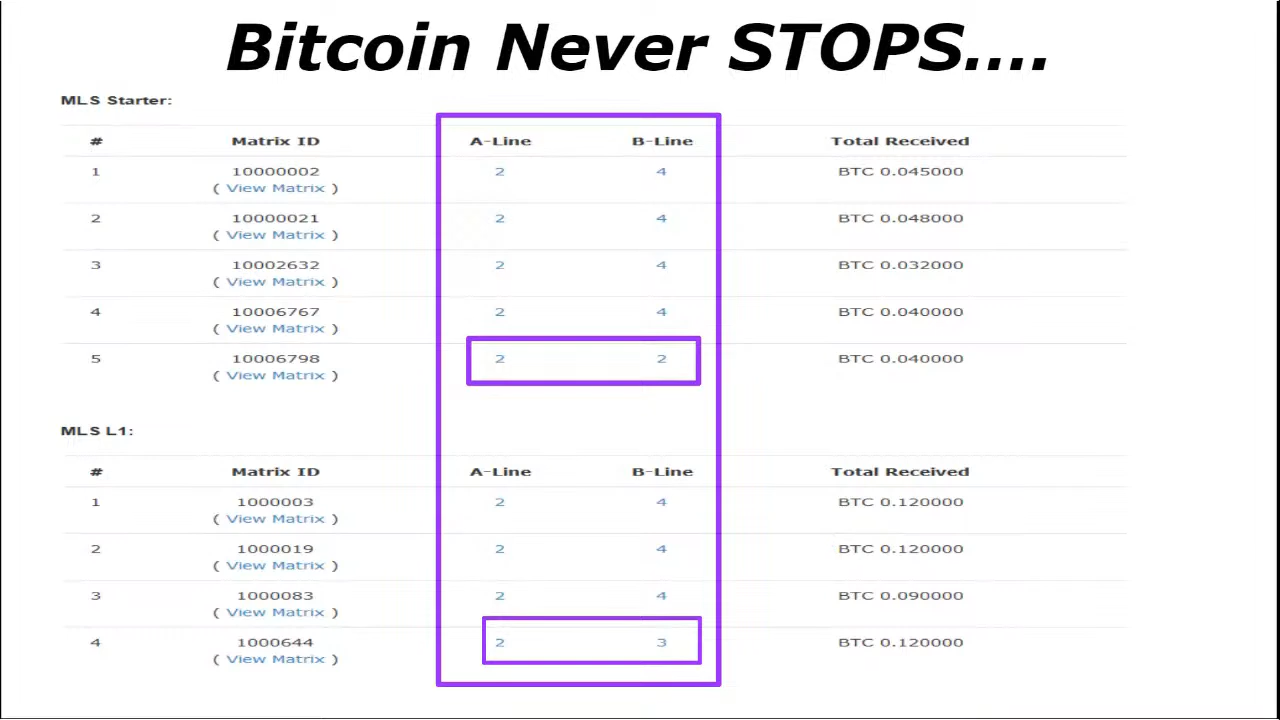 Bitcoin Never STOPS....
MLS Starter:
# Matrix ID A-Line B-Line Total Received
1 10000002 2 4 BTC 0.045000
( View Matrix )
2 10000021 2 4 BTC 0.048000
( View Matrix )
3 10002632 2 4 BTC 0.032000
( View Matrix )
4 10006767 2 4 BTC 0.040000
( View Matrix )
5 10006798 2 2 BTC 0.040000
( View Matrix )
MLS L1:
# Matrix ID A-Line B-Line Total Received
1 1000003 2 4 BTC 0.120000
( View Matrix )
2 1000019 2 4 BTC 0.120000
( View Matrix )
3 1000083 2 4 BTC 0.090000
( View Matrix )
4 1000644 2 3 BTC 0.120000
( View Matrix )